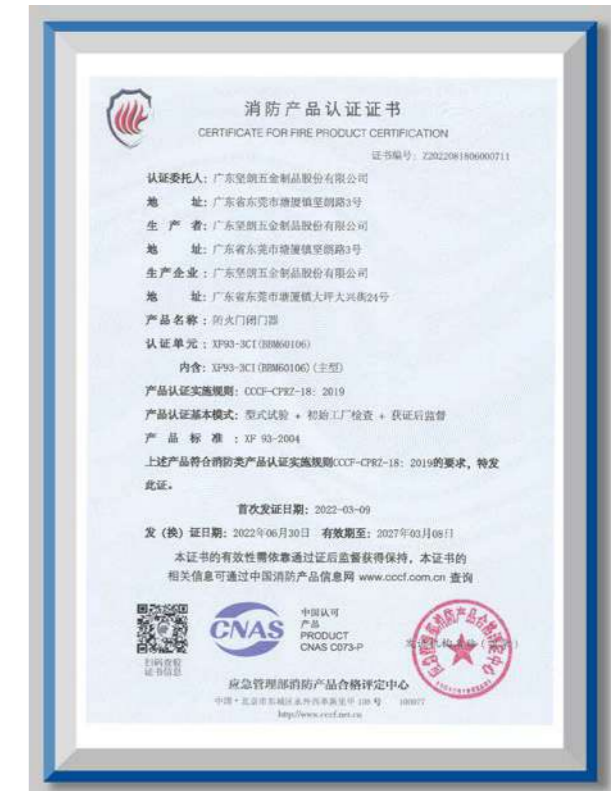 消防产品认证证书
CERTIFICATE FOR FIRE PRODUCT CERTIFICATION
证书编号：Z2022081806000711
认证委托人：广东坚朗五金制品股份有限公司
地 址：广东省东莞市塘厦镇坚朗路3号
生 产 者：广东坚朗五金制品股份有限公司
地 址：广东省东莞市塘厦镇坚朗路3号
生产企业：广东坚朗五金制品股份有限公司
地 址：广东省东莞市塘厦镇大坪大兴街24号
产品名称：防火门闭门器
认证单元：XF93-3CI(BBM60106)
内含：XF93-3CI(BBM60106)(主型)
产品认证实施规则：CCCF-CPRZ-18: 2019
产品认证基本模式：型式试验 + 初始工厂检查 + 获证后监督
产 品 标 准 ：XF 93-2004
上述产品符合消防类产品认证实施规则CCCF-CPRZ-18: 2019的要求，特发
此证。
首次发证日期：2022-03-09
发（换）证日期：2022年06月30日 有效期至：2027年03月08日
本证书的有效性需依靠通过证后监督获得保持，本证书的
相关信息可通过中国消防产品信息网 www.cccf.com.cn 查询
CNAS
中国认可
产品
PRODUCT
CNAS C073-P
扫码查验
证书信息
应急管理部消防产品合格评定中心
100077